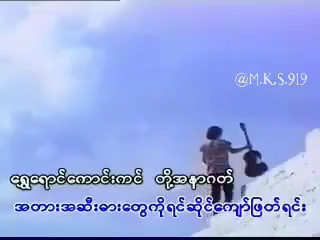 @M.K.S.919
ရွှေရောင်ကောင်းကင် တို့အနာဂတ်
အတားအဆီးဓားတွေကိုရင်ဆိုင်ကျော်ဖြတ်ရင်း